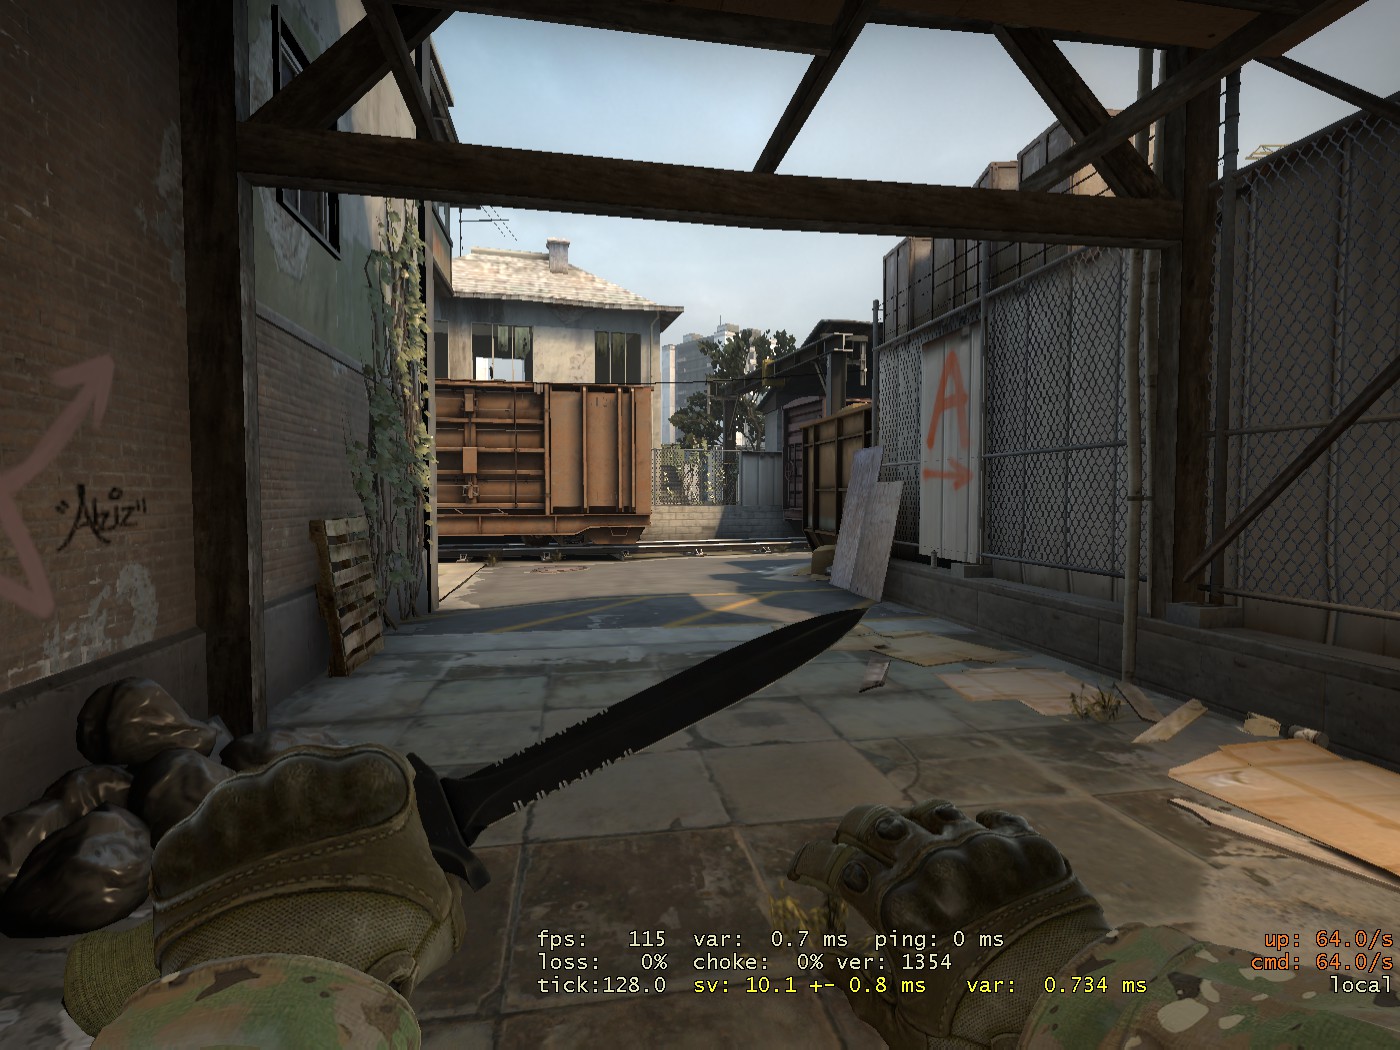 A
"Aziz"
fps: 115 var: 0.7 ms ping: 0 ms
up: 64.0/s
loss: 0% choke: 0% ver: 1354
cmd: 64.0/s
tick:128.0 sv: 10.1 +- 0.8 ms var: 0.734 ms
local